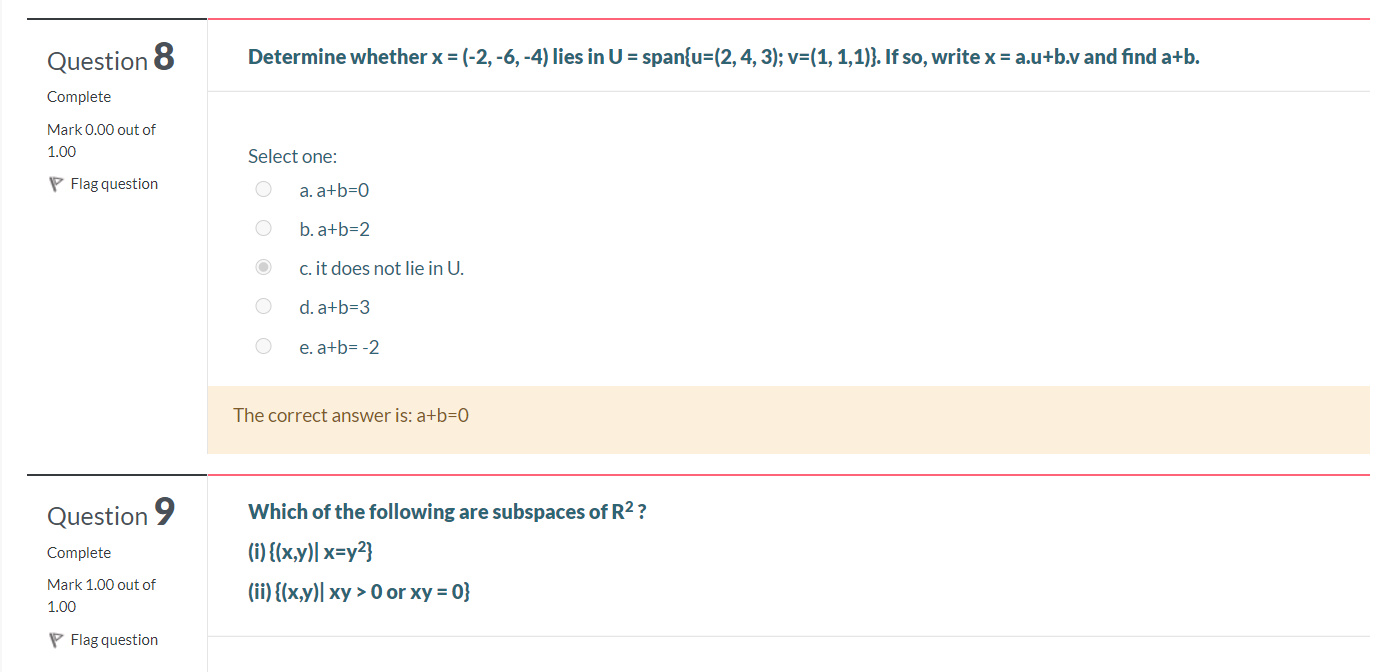 Question 8
Complete
Mark 0.00 out of
1.00
Flag question
Determine whether x = (-2, -6, -4) lies in U = span{u=(2, 4, 3); v=(1, 1,1)}. If so, write x = a.u+b.v and find a+b.
Select one:
a. a+b=0
b. a+b=2
c. it does not lie in U.
d. a+b=3
e. a+b= -2
The correct answer is: a+b=0
Question 9
Complete
Mark 1.00 out of
1.00
Flag question
Which of the following are subspaces of R² ?
(i) {(x,y)| x=y²}
(ii) {(x,y)| xy > 0 or xy = 0}